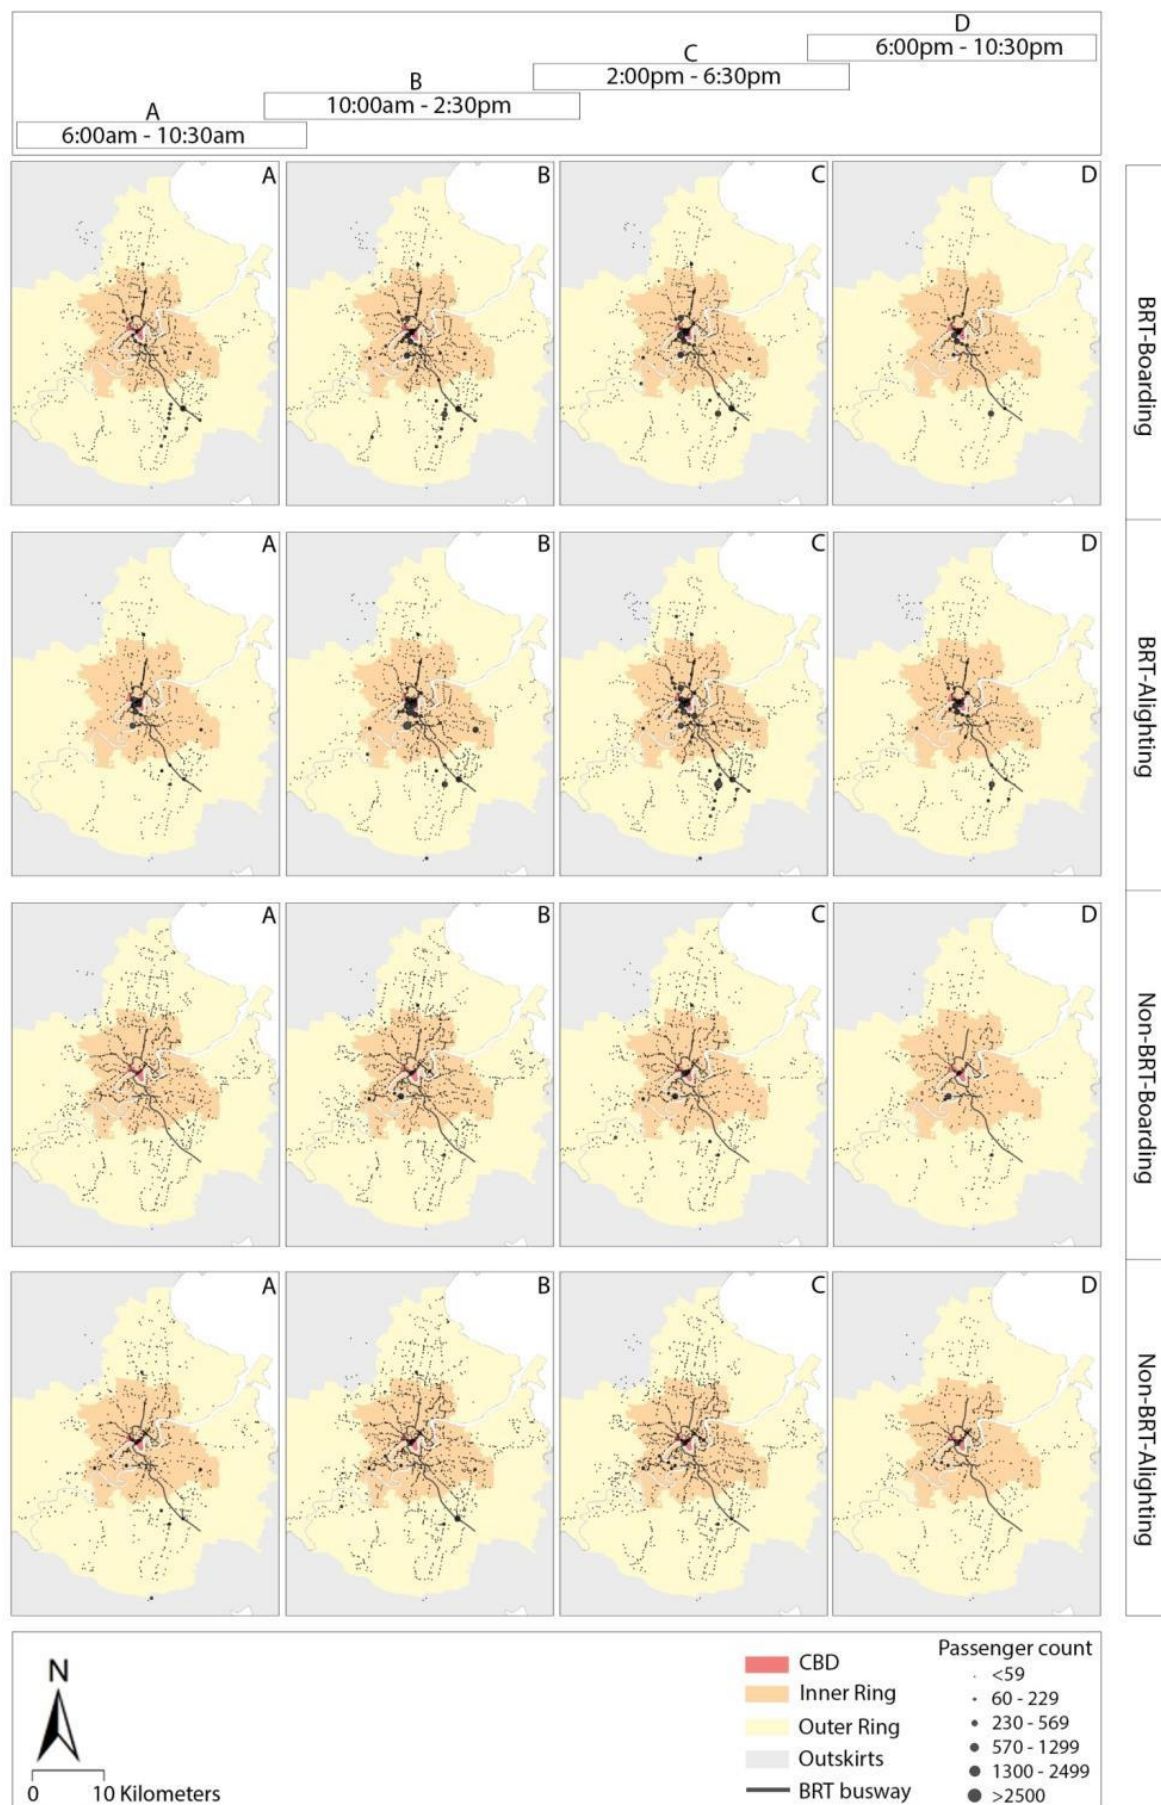 D
6:00pm - 10:30pm
C
2:00pm - 6:30pm
B
10:00am - 2:30pm
A
6:00am - 10:30am
A
B
C
D
BRT-Boarding
A
B
C
D
BRT-Alighting
A
B
C
D
Non-BRT-Boarding
A
B
C
D
Non-BRT-Alighting
N
0 10 Kilometers
CBD
Inner Ring
Outer Ring
Outskirts
BRT busway
Passenger count
<59
60 - 229
230 - 569
570 - 1299
1300 - 2499
>2500